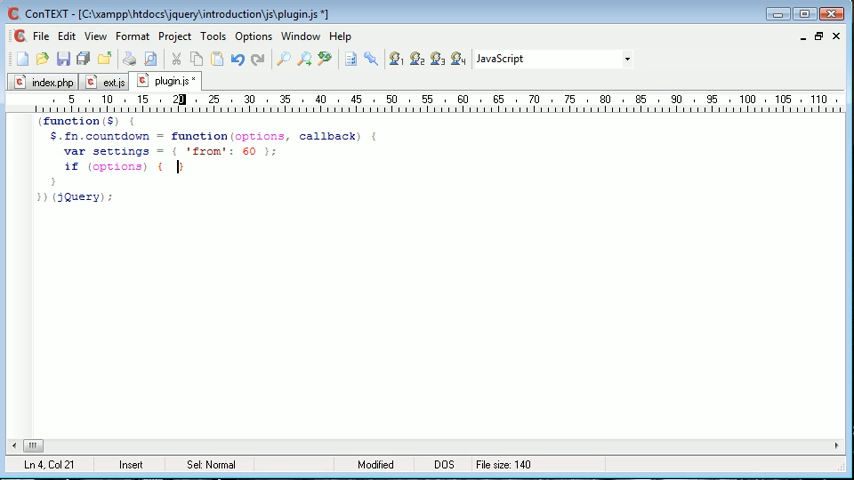 ConTEXT - [C:\xampp\htdocs\jquery\introduction\js\plugin.js *]
File Edit View Format Project Tools Options Window Help
JavaScript
index.php ext.js plugin.js *
5 10 15 20 25 30 35 40 45 50 55 60 65 70 75 80 85 90 95 100 105 110
(function($) {
$.fn.countdown = function(options, callback) {
var settings = { 'from': 60 };
if (options) { }
}
})(jQuery);
Ln 4, Col 21 Insert Sel: Normal Modified DOS File size: 140